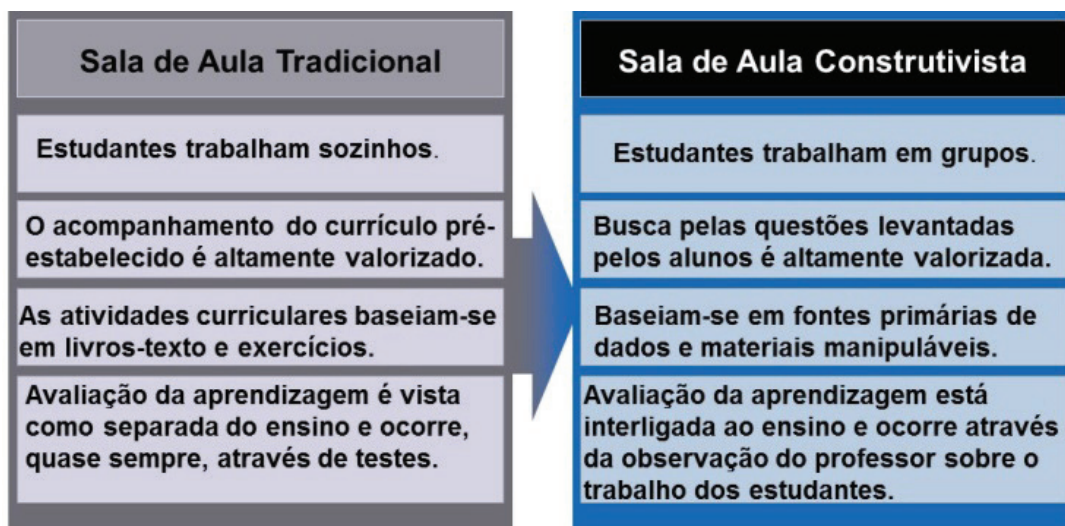 Sala de Aula Tradicional
Estudantes trabalham sozinhos.
O acompanhamento do currículo pré-
estabelecido é altamente valorizado.
As atividades curriculares baseiam-se
em livros-texto e exercícios.
Avaliação da aprendizagem é vista
como separada do ensino e ocorre,
quase sempre, através de testes.
Sala de Aula Construtivista
Estudantes trabalham em grupos.
Busca pelas questões levantadas
pelos alunos é altamente valorizada.
Baseiam-se em fontes primárias de
dados e materiais manipuláveis.
Avaliação da aprendizagem está
interligada ao ensino e ocorre através
da observação do professor sobre o
trabalho dos estudantes.